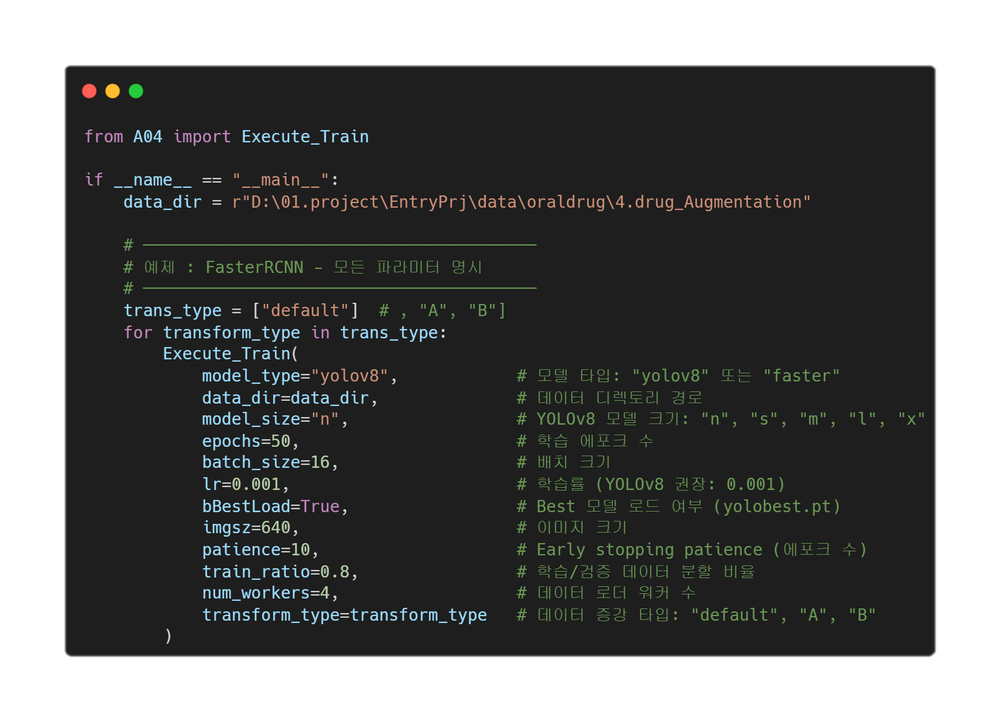 from A04 import Execute_Train
if __name__ == "__main__":
    data_dir = r"D:\01.project\EntryPrj\data\oraldrug\4.drug_Augmentation"
    # ────────────────────────────────────────
    # 예제 : FasterRCNN - 모든 파라미터 명시
    # ────────────────────────────────────────
    trans_type = ["default"]  # , "A", "B"]
    for transform_type in trans_type:
        Execute_Train(
            model_type="yolov8",            # 모델 타입: "yolov8" 또는 "faster"
            data_dir=data_dir,              # 데이터 디렉토리 경로
            model_size="n",                 # YOLOv8 모델 크기: "n", "s", "m", "l", "x"
            epochs=50,                      # 학습 에포크 수
            batch_size=16,                  # 배치 크기
            lr=0.001,                       # 학습률 (YOLOv8 권장: 0.001)
            bBestLoad=True,                 # Best 모델 로드 여부 (yolobest.pt)
            imgsz=640,                      # 이미지 크기
            patience=10,                    # Early stopping patience (에포크 수)
            train_ratio=0.8,                # 학습/검증 데이터 분할 비율
            num_workers=4,                  # 데이터 로더 워커 수
            transform_type=transform_type   # 데이터 증강 타입: "default", "A", "B"
        )